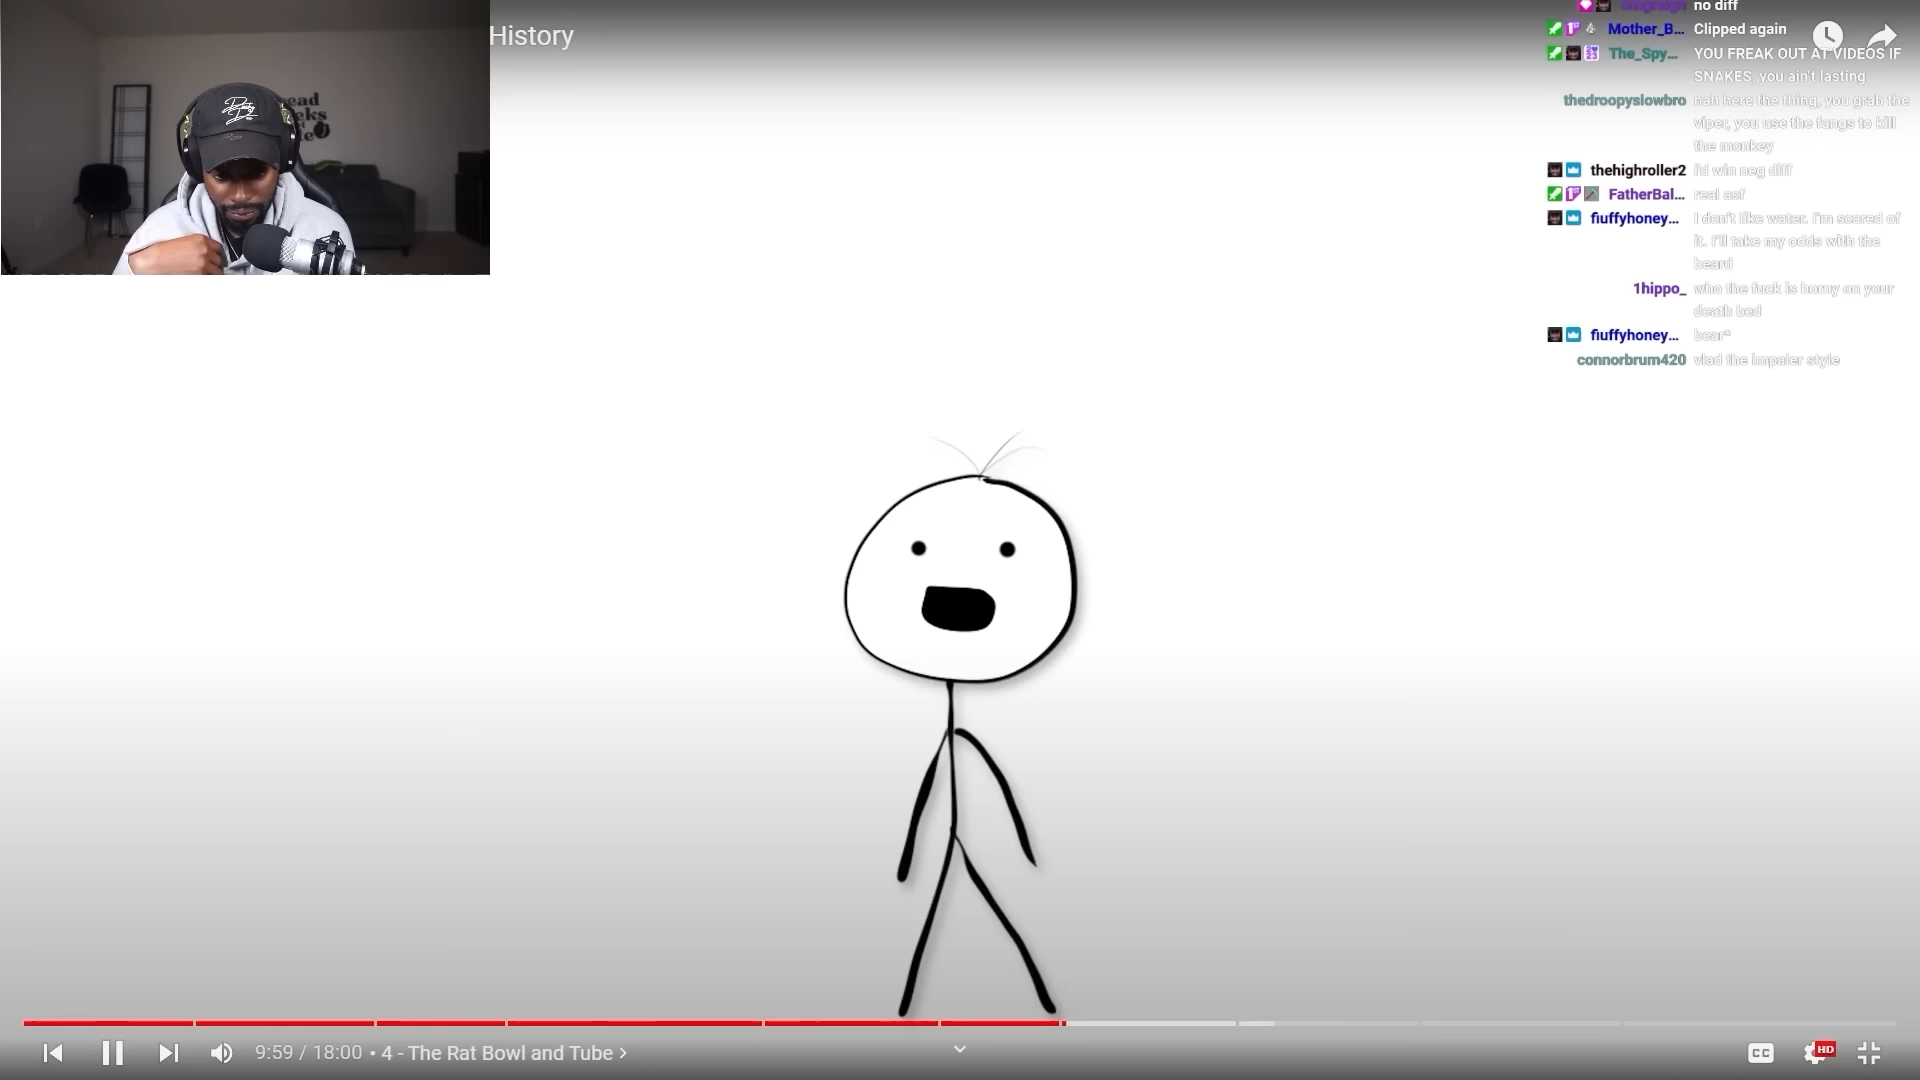 History
no diff
Mother_B... Clipped again
The_Spy... YOU FREAK OUT AT VIDEOS IF
SNAKES, you ain't lasting
thedroopyslowbro nah here the thing, you grab the
viper, you use the fangs to kill
the monkey
thehighroller2 I'd win neg diff
FatherBal... real asf
fiuffyhoney... I don't like water. I'm scared of
it. I'll take my odds with the
beard
1hippo_ who the fuck is horny on your
death bed
fiuffyhoney... bear*
connorbrum420 vlad the impaler style
9:59 / 18:00 • 4 - The Rat Bowl and Tube >
CC
HD